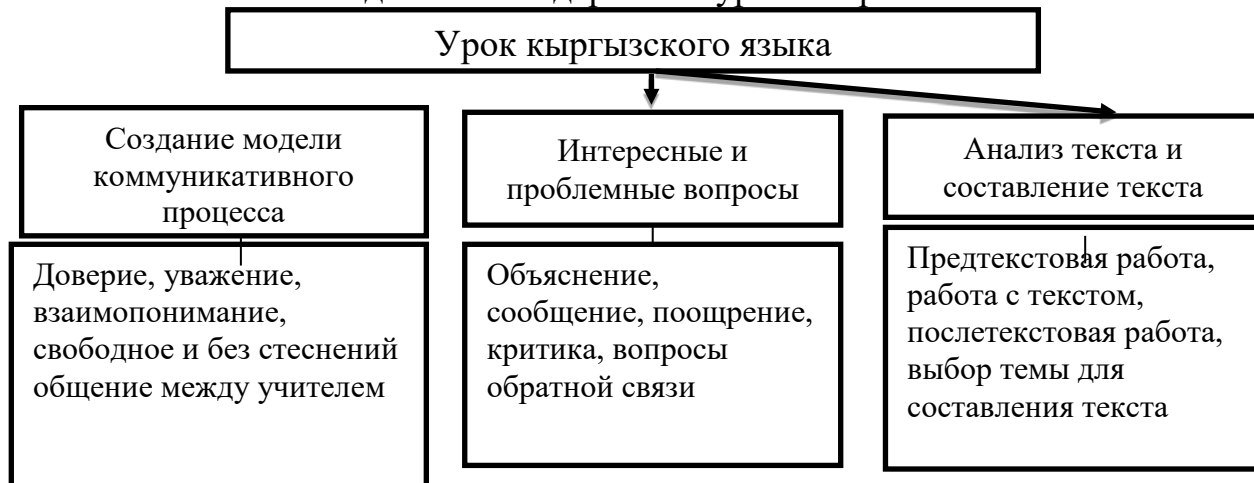 Урок кыргызского языка
Создание модели
коммуникативного
процесса
Интересные и
проблемные вопросы
Анализ текста и
составление текста
Доверие, уважение,
взаимопонимание,
свободное и без стеснений
общение между учителем
Объяснение,
сообщение, поощрение,
критика, вопросы
обратной связи
Предтекстовая работа,
работа с текстом,
послетекстовая работа,
выбор темы для
составления текста